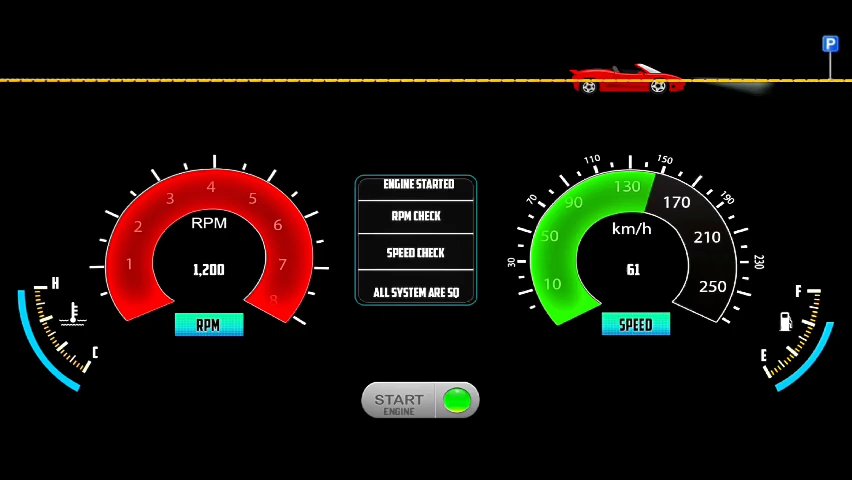 P
ENGINE STARTED
RPM CHECK
SPEED CHECK
ALL SYSTEM ARE SQ
1
2
3
4
5
6
7
8
RPM
1,200
RPM
10
30
50
70
90
110
130
150
170
190
210
230
250
km/h
61
SPEED
H
C
F
E
START
ENGINE